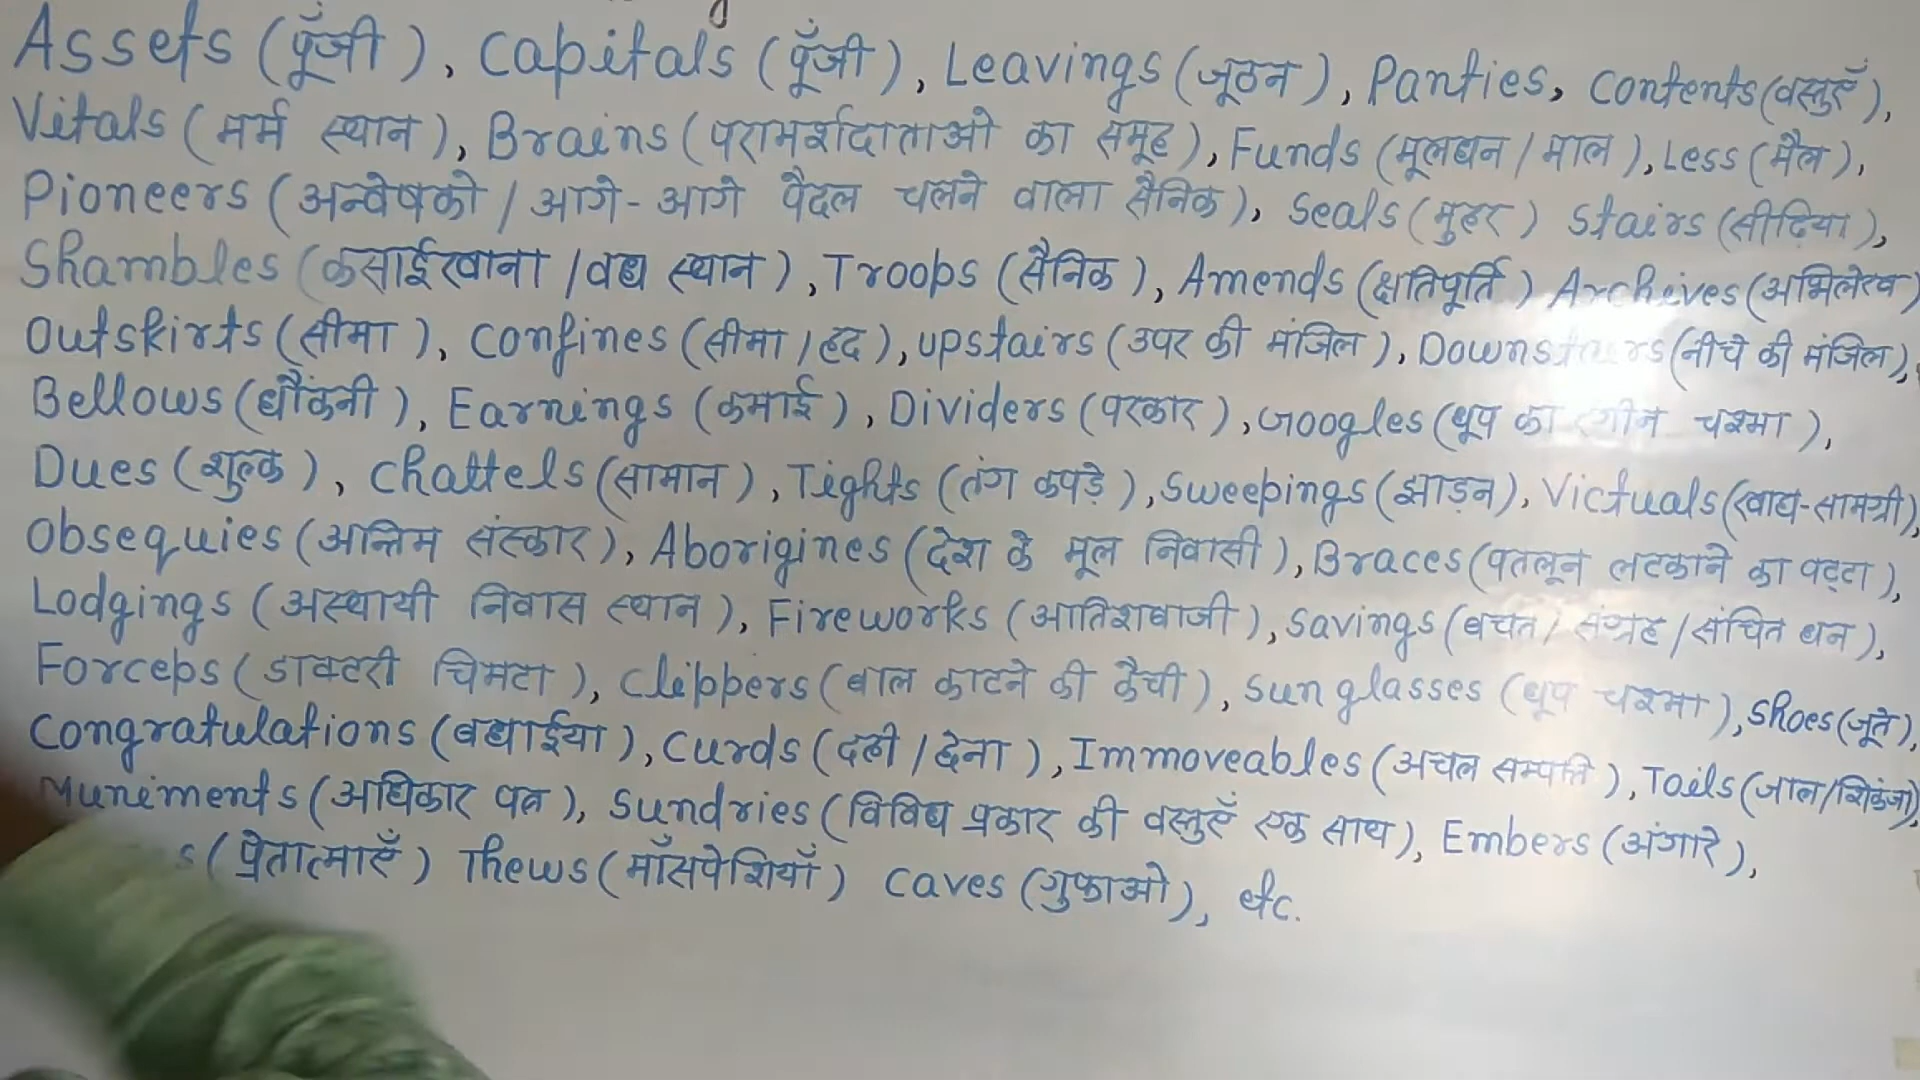 Assets (पूँजी), Capitals (पूँजी), Leavings (जूठन), Panties, Contents (वस्तुएँ),
Vitals (मर्म स्थान), Brains (परामर्शदाताओ का समूह), Funds (मूलधन / माल), Less (मैल),
Pioneers (अन्वेषको / आगे-आगे पैदल चलने वाला सैनिक), Seals (मुहर) Stairs (सीढिया),
Shambles (कसाईखाना / वध स्थान), Troops (सैनिक), Amends (क्षतिपूर्ति) Archives (अभिलेख)
Outskirts (सीमा), Confines (सीमा / हद), Upstairs (उपर की मंजिल), Downstairs (नीचे की मंजिल),
Bellows (धौंकनी), Earnings (कमाई), Dividers (परकार), Googles (धूप का रंगीन चश्मा),
Dues (शुल्क), Chattels (सामान), Tights (तंग कपड़े), Sweepings (झाड़न), Victuals (खाद्य-सामग्री),
Obsequies (अन्तिम संस्कार), Aborigines (देश के मूल निवासी), Braces (पतलून लटकाने का पट्टा),
Lodgings (अस्थायी निवास स्थान), Fireworks (आतिशबाजी), Savings (बचत / संग्रह / संचित धन),
Forceps (डाक्टरी चिमटा), Clippers (बाल काटने की कैची), Sunglasses (धूप चश्मा), Shoes (जूते),
Congratulations (बधाईया), Curds (दही / छेना), Immoveables (अचल सम्पत्ति), Toils (जाल / शिकंजा),
Muniments (अधिकार पत्र), Sundries (विविध प्रकार की वस्तुएँ एक साथ), Embers (अंगारे),
(प्रेतात्माएँ) Thews (माँसपेशियाँ) Caves (गुफाओ), etc.